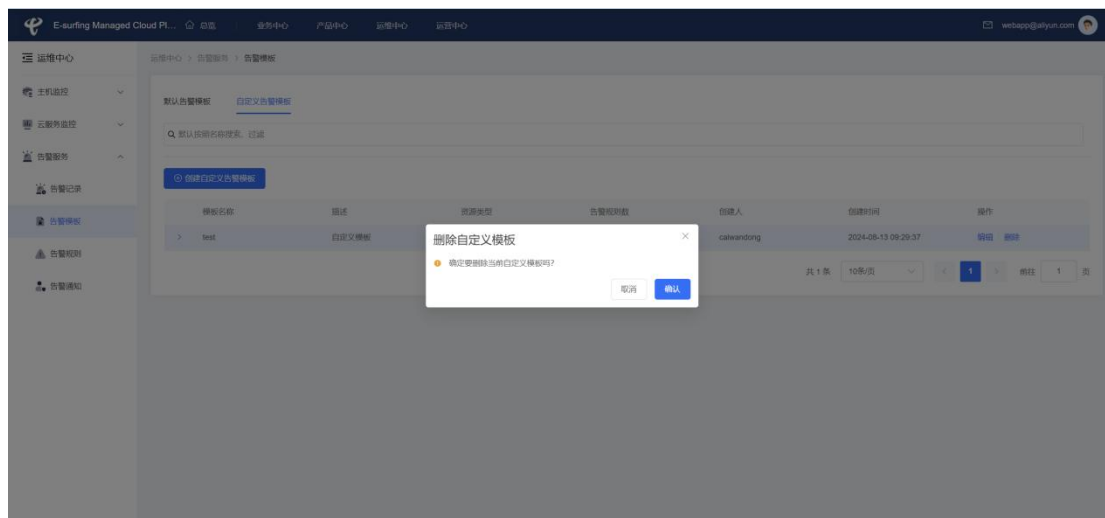 E-surfing Managed Cloud Pl... 总览 业务中心 产品中心 运维中心 运营中心 webapp@aliyun.com
运维中心 运维中心 > 告警服务 > 告警模板
主机监控
默认告警模板 自定义告警模板
云服务监控
默认按照名称搜索、过滤
告警服务
创建自定义告警模板
告警记录
模板名称 描述 资源类型 告警规则数 创建人 创建时间 操作
告警模板
test 自定义模板 caiwandong 2024-08-13 09:29:37 编辑 删除
删除自定义模板
告警规则
确定要删除当前自定义模板吗?
共 1 条 10条/页 1 前往 1 页
告警通知
取消 确认